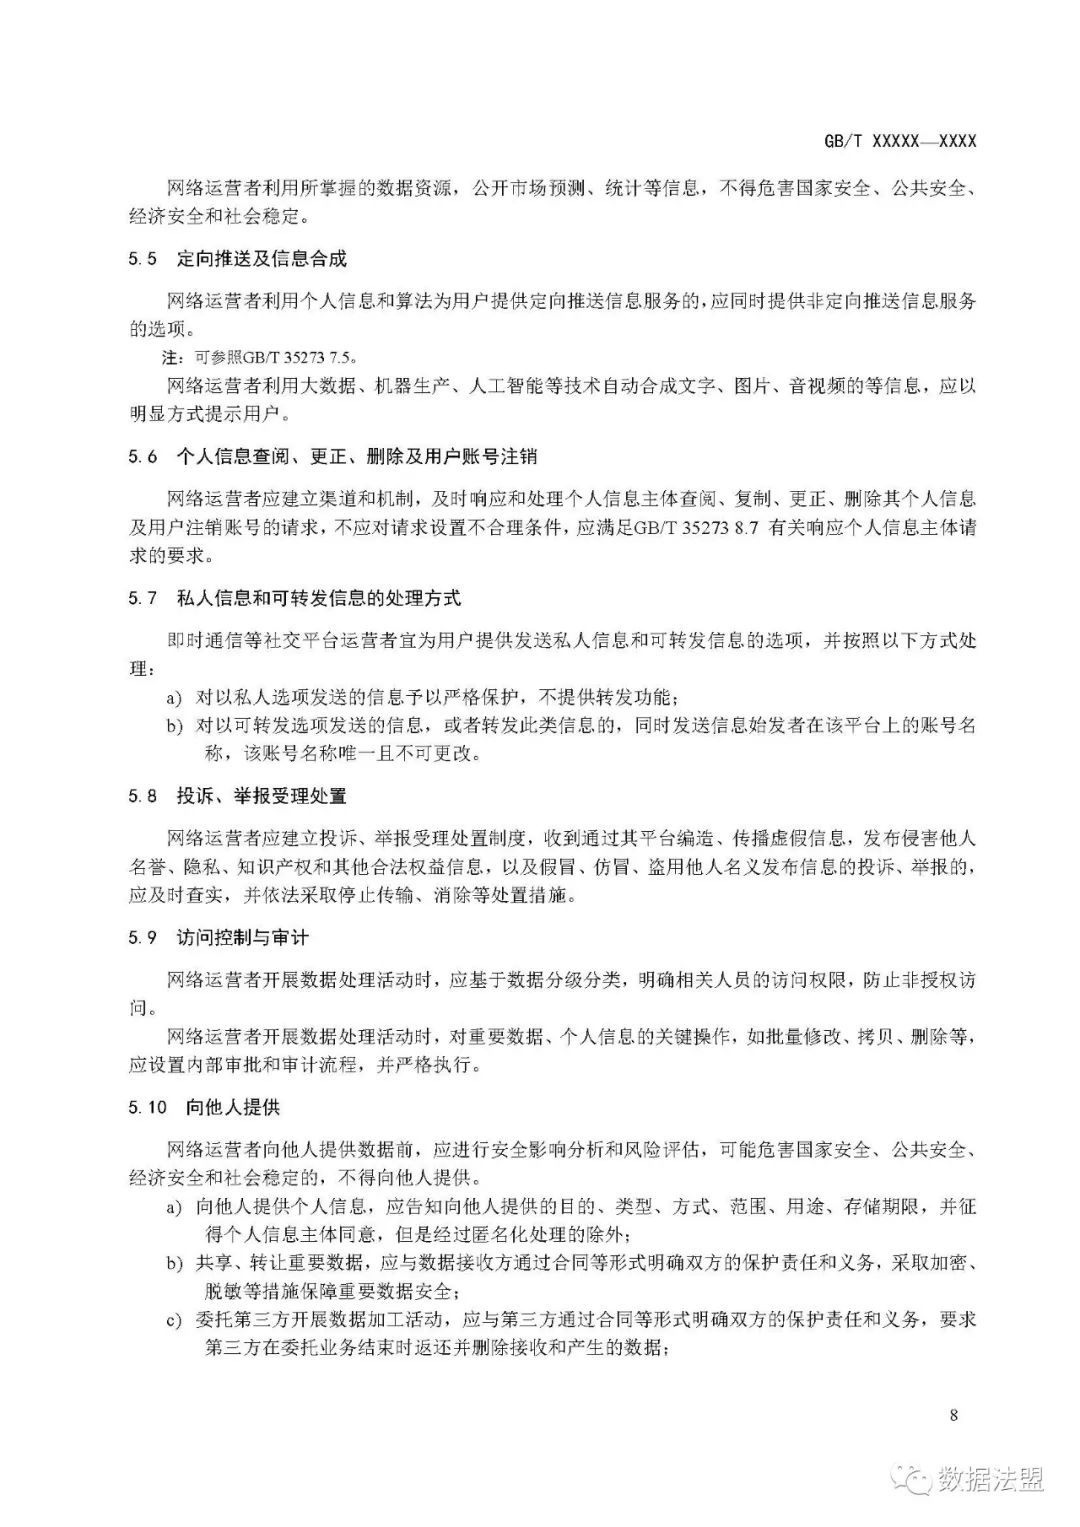 GB/T XXXXX—XXXX
网络运营者利用所掌握的数据资源，公开市场预测、统计等信息，不得危害国家安全、公共安全、
经济安全和社会稳定。
5.5 定向推送及信息合成
网络运营者利用个人信息和算法为用户提供定向推送信息服务的，应同时提供非定向推送信息服务
的选项。
注：可参照GB/T 35273 7.5。
网络运营者利用大数据、机器生产、人工智能等技术自动合成文字、图片、音视频的等信息，应以
明显方式提示用户。
5.6 个人信息查阅、更正、删除及用户账号注销
网络运营者应建立渠道和机制，及时响应和处理个人信息主体查阅、复制、更正、删除其个人信息
及用户注销账号的请求，不应对请求设置不合理条件，应满足GB/T 35273 8.7 有关响应个人信息主体请
求的要求。
5.7 私人信息和可转发信息的处理方式
即时通信等社交平台运营者宜为用户提供发送私人信息和可转发信息的选项，并按照以下方式处
理：
a) 对以私人选项发送的信息予以严格保护，不提供转发功能；
b) 对以可转发选项发送的信息，或者转发此类信息的，同时发送信息始发者在该平台上的账号名
称，该账号名称唯一且不可更改。
5.8 投诉、举报受理处置
网络运营者应建立投诉、举报受理处置制度，收到通过其平台编造、传播虚假信息，发布侵害他人
名誉、隐私、知识产权和其他合法权益信息，以及假冒、仿冒、盗用他人名义发布信息的投诉、举报的，
应及时查实，并依法采取停止传输、消除等处置措施。
5.9 访问控制与审计
网络运营者开展数据处理活动时，应基于数据分级分类，明确相关人员的访问权限，防止非授权访
问。
网络运营者开展数据处理活动时，对重要数据、个人信息的关键操作，如批量修改、拷贝、删除等，
应设置内部审批和审计流程，并严格执行。
5.10 向他人提供
网络运营者向他人提供数据前，应进行安全影响分析和风险评估，可能危害国家安全、公共安全、
经济安全和社会稳定的，不得向他人提供。
a) 向他人提供个人信息，应告知向他人提供的目的、类型、方式、范围、用途、存储期限，并征
得个人信息主体同意，但是经过匿名化处理的除外；
b) 共享、转让重要数据，应与数据接收方通过合同等形式明确双方的保护责任和义务，采取加密、
脱敏等措施保障重要数据安全；
c) 委托第三方开展数据加工活动，应与第三方通过合同等形式明确双方的保护责任和义务，要求
第三方在委托业务结束时返还并删除接收和产生的数据；
8
数据法盟